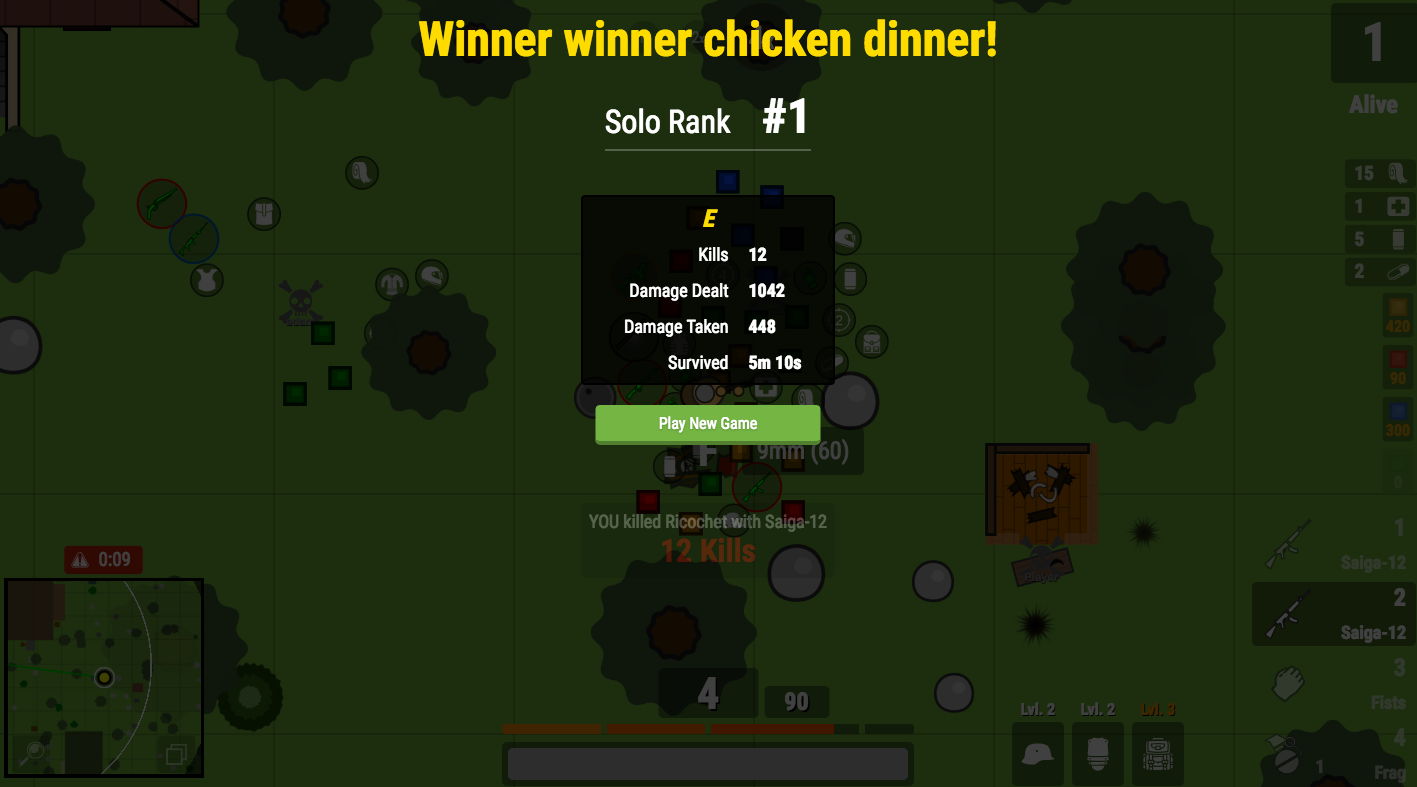 Winner winner chicken dinner!
1
Alive
Solo Rank #1
E
Kills 12
Damage Dealt 1042
Damage Taken 448
Survived 5m 10s
Play New Game
15
1
5
2
420
90
300
0
F 9mm (60)
YOU killed Ricochet with Saiga-12
12 Kills
0:09
Player
1
Saiga-12
2
Saiga-12
3
Fists
4
1 Frag
4 90
Lvl. 2 Lvl. 2 Lvl. 3